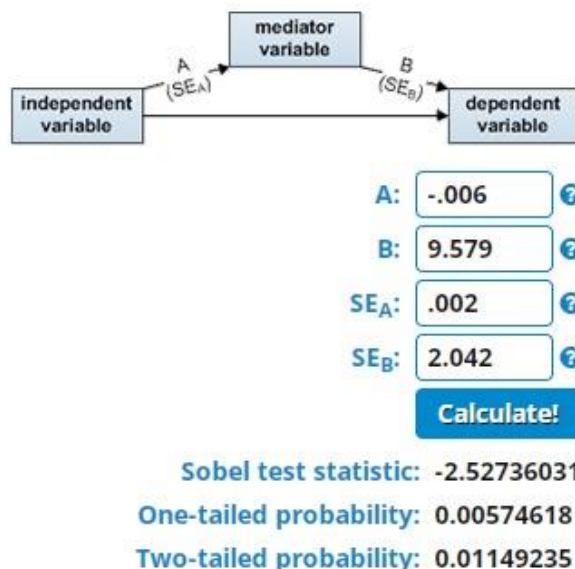 mediator
variable
A
(SEA)
B
(SEB)
independent
variable
dependent
variable
A: -.006 ?
B: 9.579 ?
SEA: .002 ?
SEB: 2.042 ?
Calculate!
Sobel test statistic: -2.52736031
One-tailed probability: 0.00574618
Two-tailed probability: 0.01149235